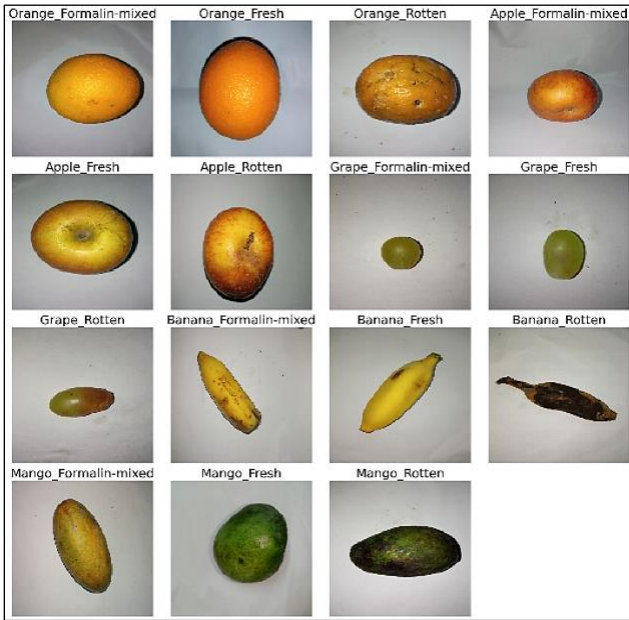 Orange_Formalin-mixed
Orange_Fresh
Orange_Rotten
Apple_Formalin-mixed
Apple_Fresh
Apple_Rotten
Grape_Formalin-mixed
Grape_Fresh
Grape_Rotten
Banana_Formalin-mixed
Banana_Fresh
Banana_Rotten
Mango_Formalin-mixed
Mango_Fresh
Mango_Rotten